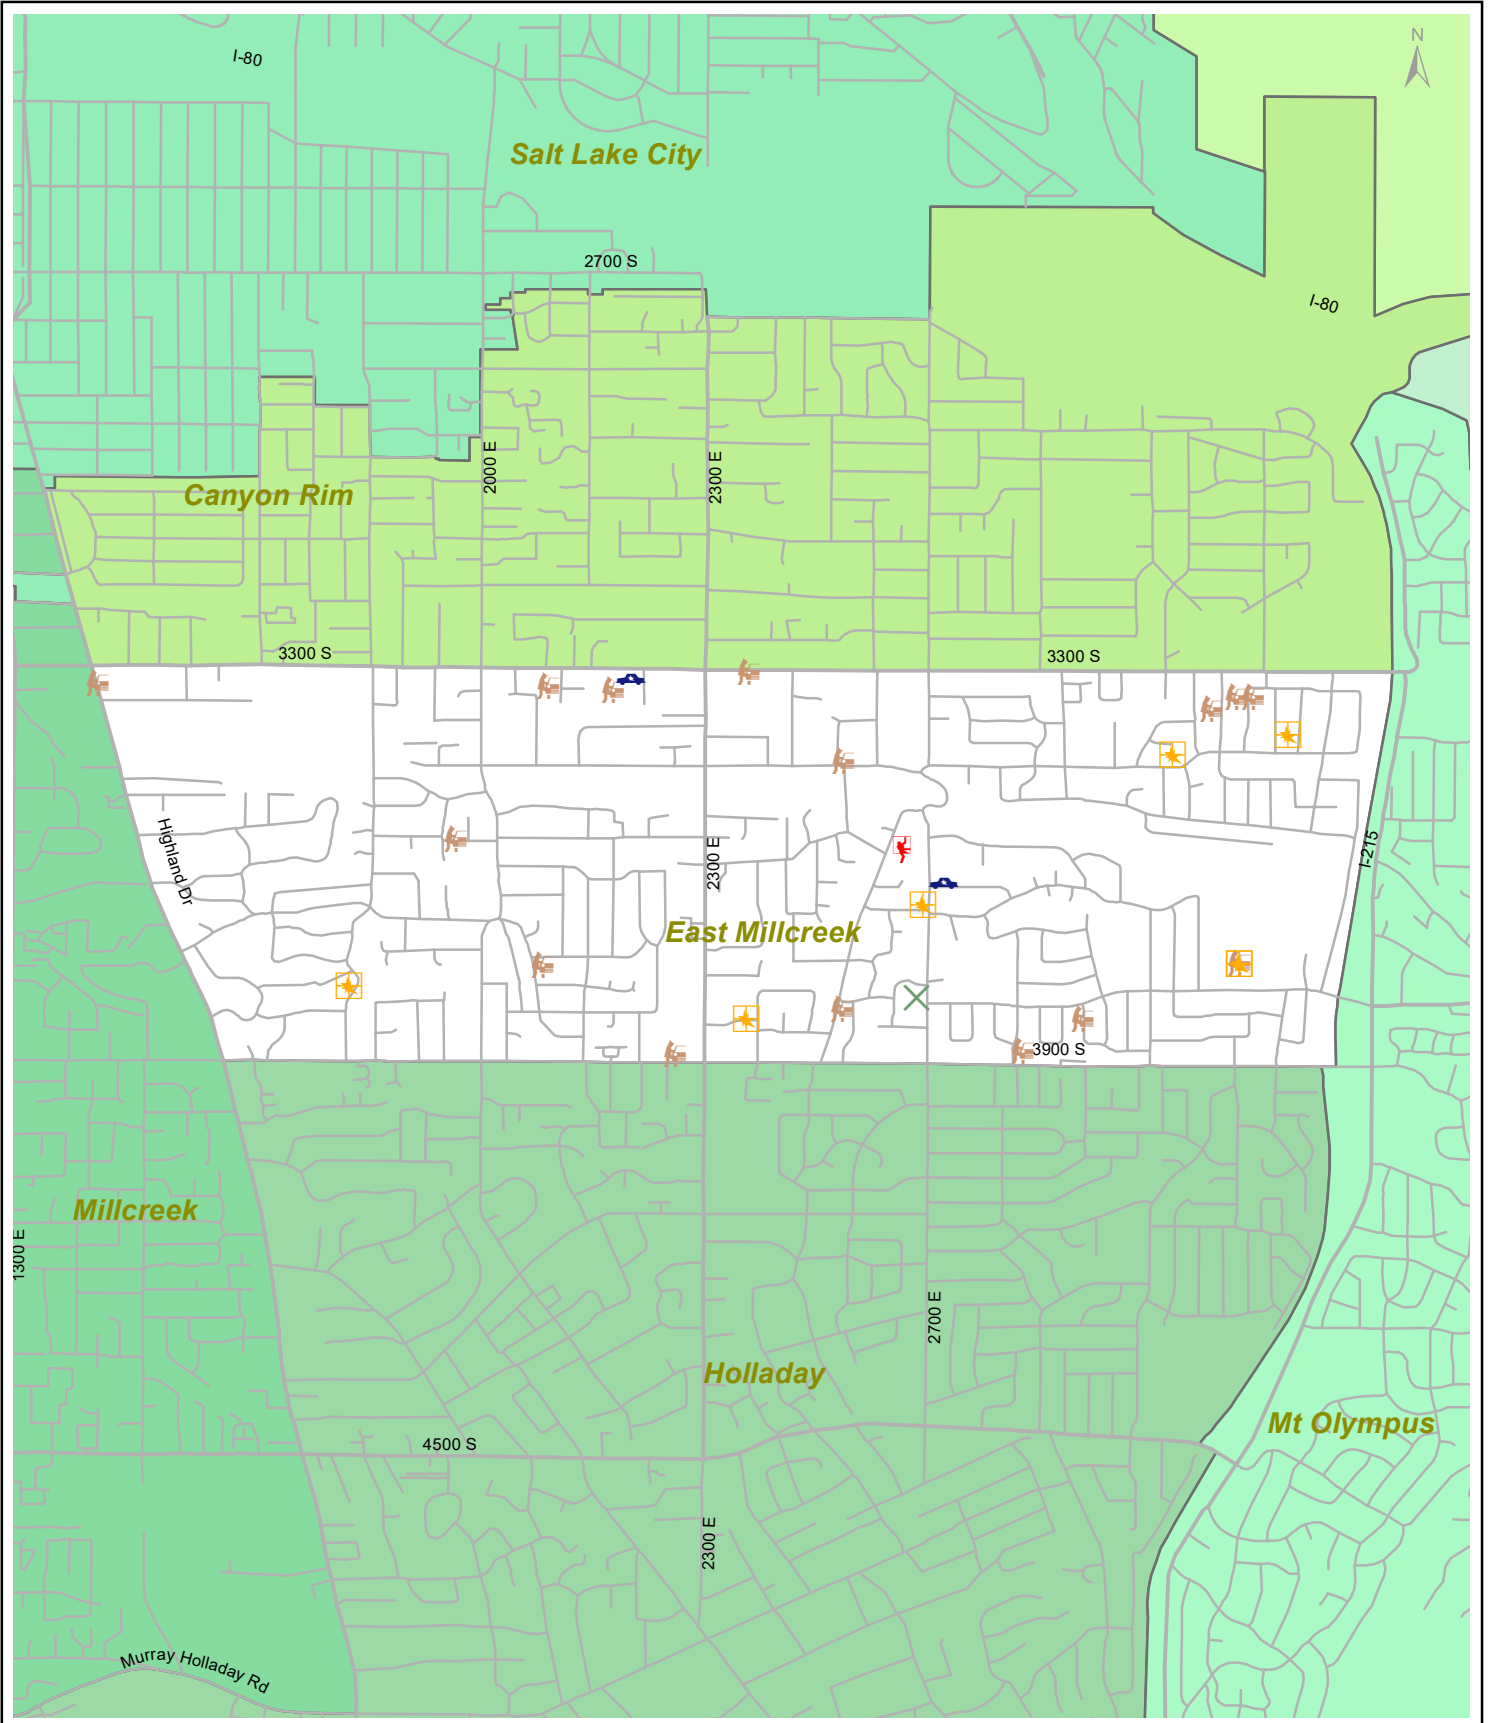 N
I-80
Salt Lake City
2700 S
I-80
2000 E
2300 E
Canyon Rim
3300 S
3300 S
Highland Dr
2300 E
I-215
East Millcreek
3900 S
Millcreek
1300 E
2700 E
Holladay
Mt Olympus
4500 S
2300 E
Murray Holladay Rd